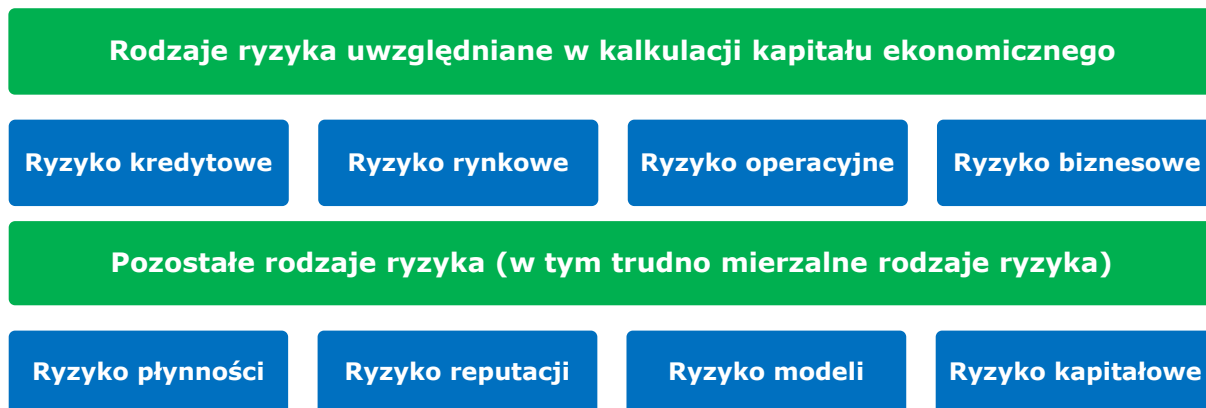 Rodzaje ryzyka uwzględniane w kalkulacji kapitału ekonomicznego
Ryzyko kredytowe
Ryzyko rynkowe
Ryzyko operacyjne
Ryzyko biznesowe
Pozostałe rodzaje ryzyka (w tym trudno mierzalne rodzaje ryzyka)
Ryzyko płynności
Ryzyko reputacji
Ryzyko modeli
Ryzyko kapitałowe